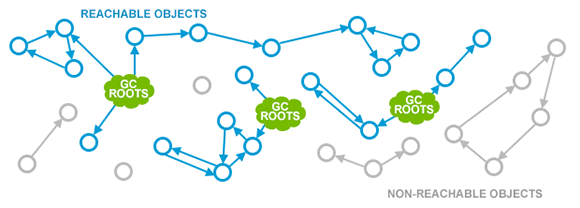 REACHABLE OBJECTS
GC
ROOTS
GC
ROOTS
GC
ROOTS
NON-REACHABLE OBJECTS